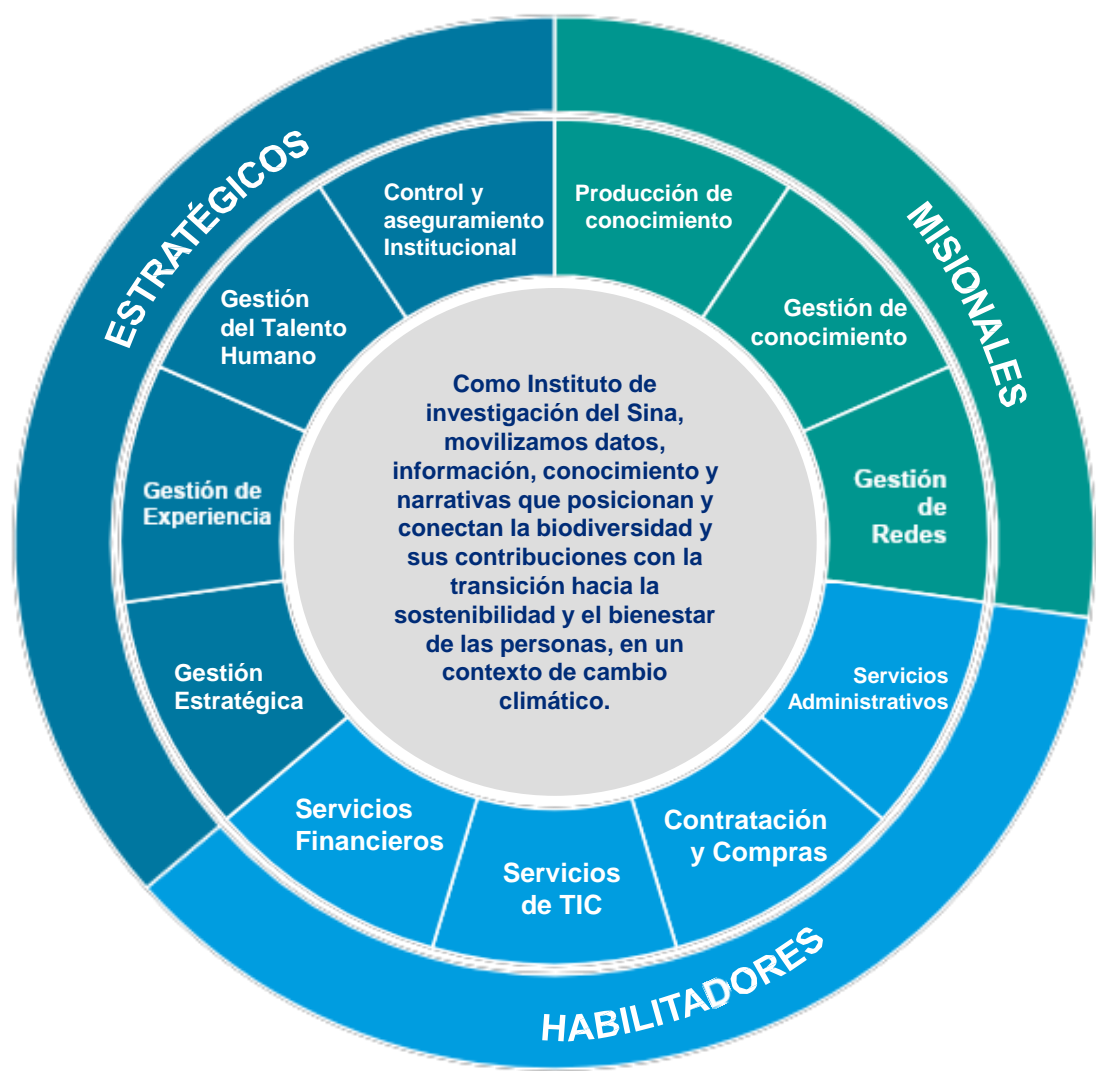 ESTRATÉGICOS
Control y
aseguramiento
Institucional
Gestión
del Talento
Humano
Gestión de
Experiencia
Gestión
Estratégica
MISIONALES
Producción de
conocimiento
Gestión de
conocimiento
Gestión
de
Redes
Como Instituto de
investigación del Sina,
movilizamos datos,
información, conocimiento y
narrativas que posicionan y
conectan la biodiversidad y
sus contribuciones con la
transición hacia la
sostenibilidad y el bienestar
de las personas, en un
contexto de cambio
climático.
Servicios
Administrativos
Contratación
y Compras
Servicios
de TIC
Servicios
Financieros
HABILITADORES